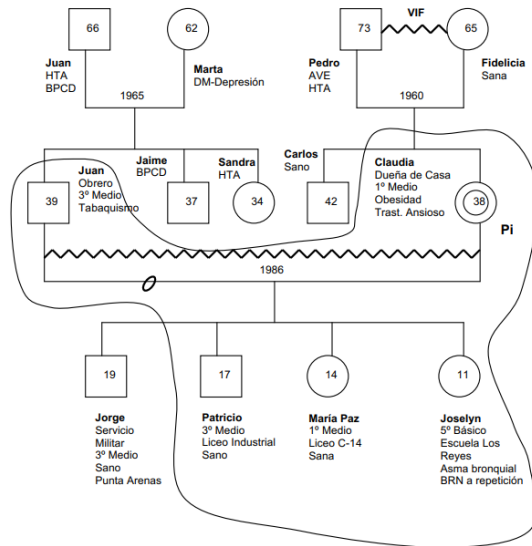 66
62
73
VIF
65
Juan
HTA
BPCD
Marta
DM-Depresión
Pedro
AVE
HTA
Fidelicia
Sana
1965
1960
Juan
Obrero
3º Medio
Tabaquismo
Jaime
BPCD
Sandra
HTA
Carlos
Sano
Claudia
Dueña de Casa
1º Medio
Obesidad
Trast. Ansioso
39
37
34
42
38
Pi
1986
19
17
14
11
Jorge
Servicio
Militar
3º Medio
Sano
Punta Arenas
Patricio
3º Medio
Liceo Industrial
Sano
María Paz
1º Medio
Liceo C-14
Sana
Joselyn
5º Básico
Escuela Los
Reyes
Asma bronquial
BRN a repetición